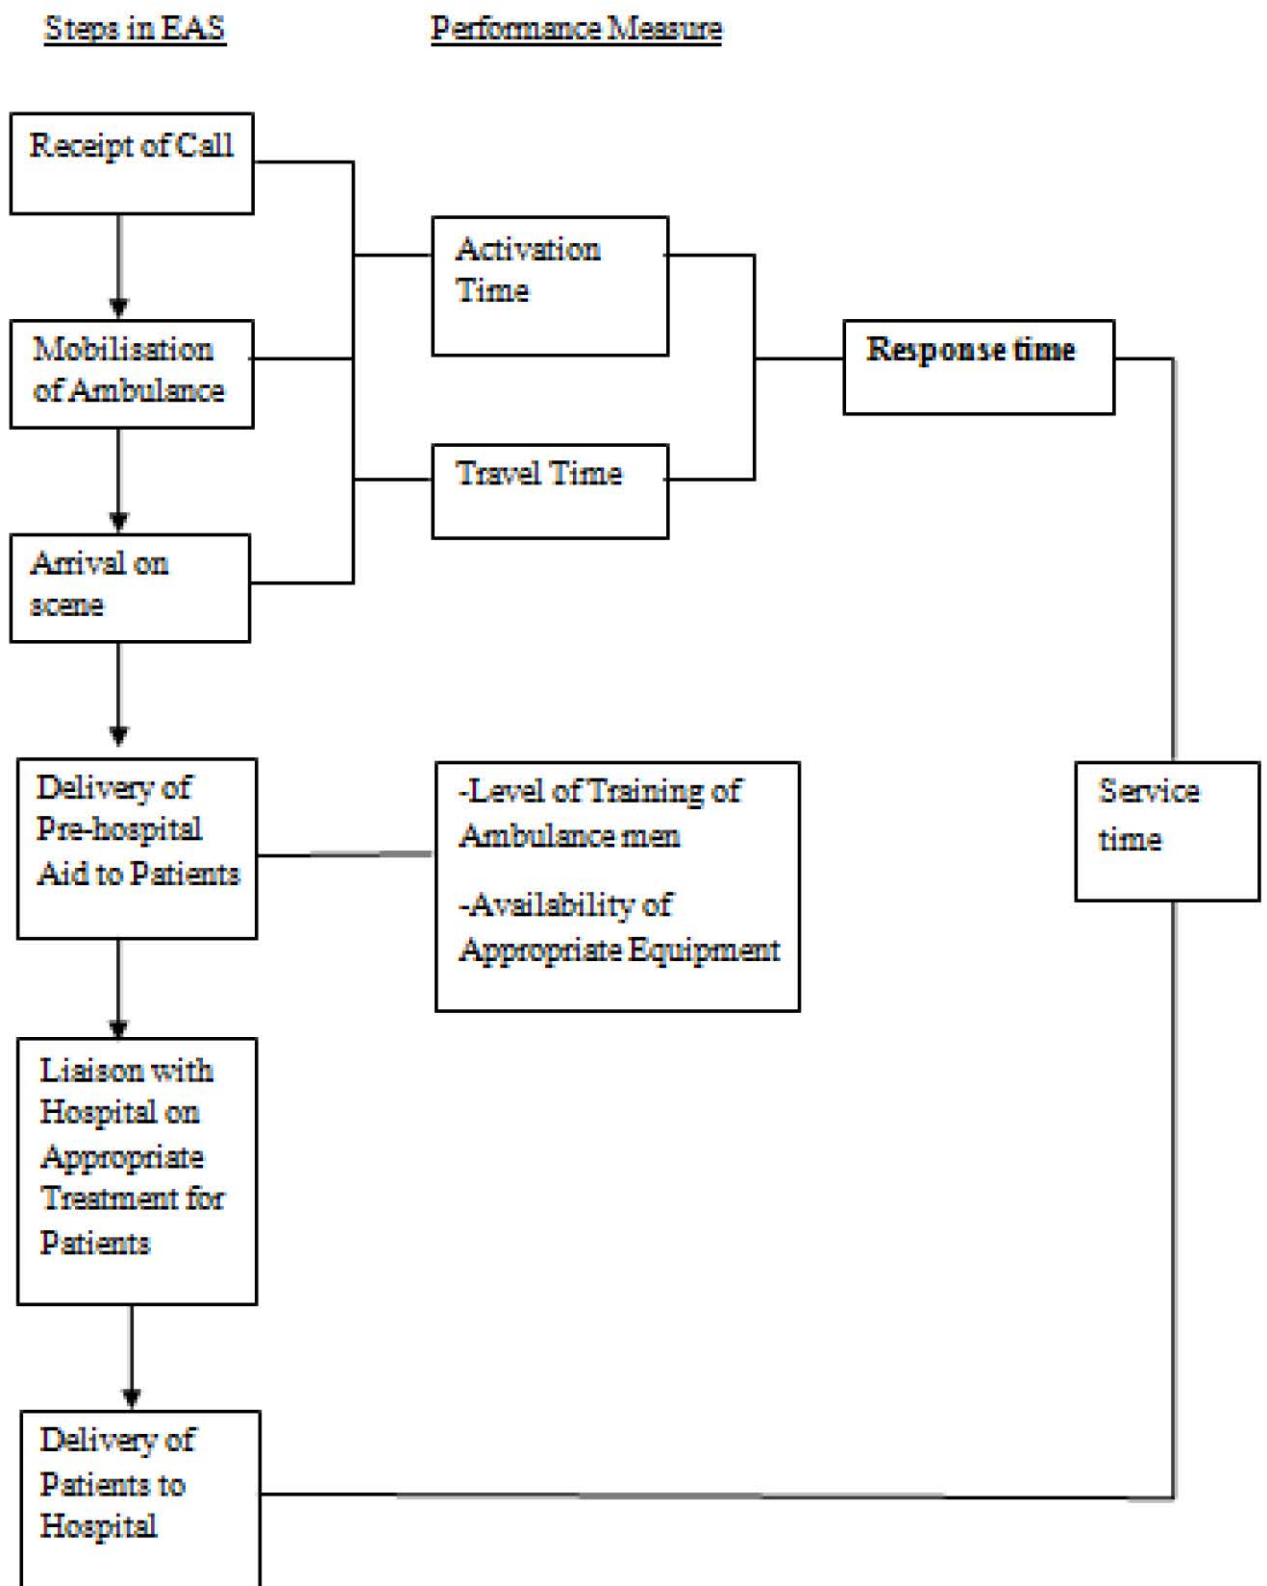 Steps in EAS
Performance Measure
Receipt of Call
Activation
Time
Mobilisation
of Ambulance
Response time
Travel Time
Arrival on
scene
Delivery of
Pre-hospital
Aid to Patients
-Level of Training of
Ambulance men
-Availability of
Appropriate Equipment
Service
time
Liaison with
Hospital on
Appropriate
Treatment for
Patients
Delivery of
Patients to
Hospital